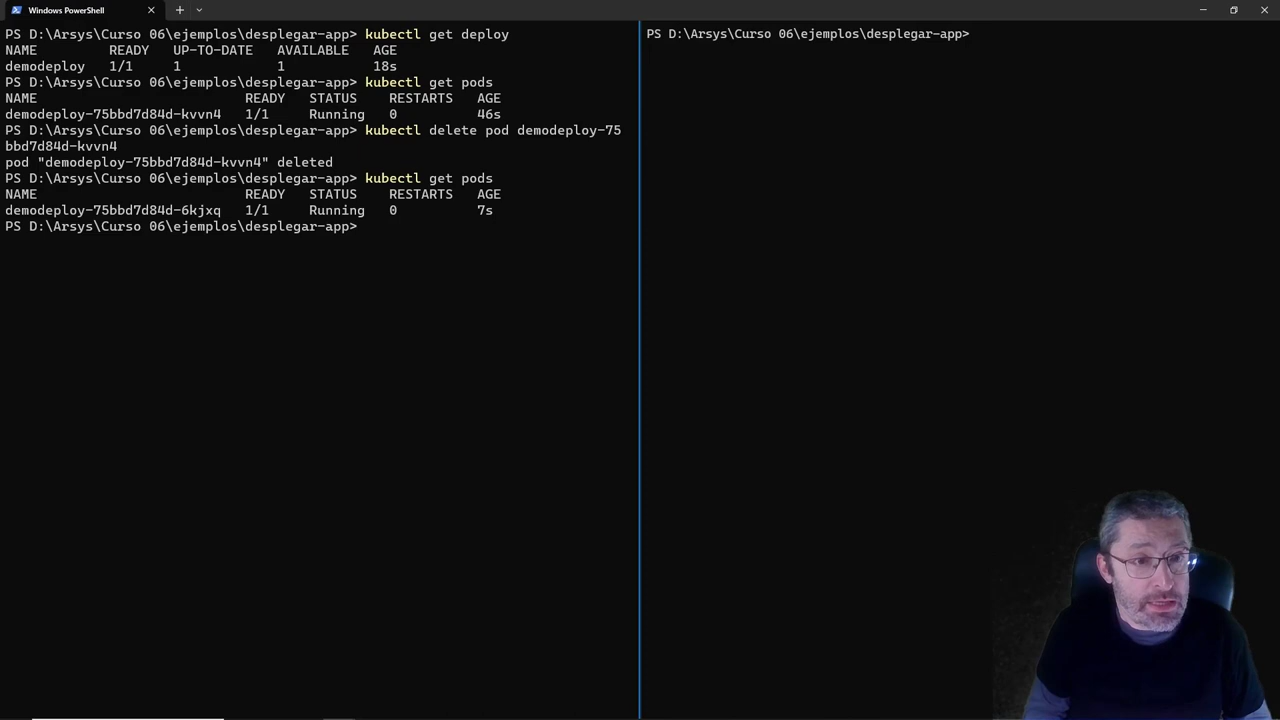 Windows PowerShell
PS D:\Arsys\Curso 06\ejemplos\desplegar-app> kubectl get deploy
NAME READY UP-TO-DATE AVAILABLE AGE
demodeploy 1/1 1 1 18s
PS D:\Arsys\Curso 06\ejemplos\desplegar-app> kubectl get pods
NAME READY STATUS RESTARTS AGE
demodeploy-75bbd7d84d-kvvn4 1/1 Running 0 46s
PS D:\Arsys\Curso 06\ejemplos\desplegar-app> kubectl delete pod demodeploy-75
bbd7d84d-kvvn4
pod "demodeploy-75bbd7d84d-kvvn4" deleted
PS D:\Arsys\Curso 06\ejemplos\desplegar-app> kubectl get pods
NAME READY STATUS RESTARTS AGE
demodeploy-75bbd7d84d-6kjxq 1/1 Running 0 7s
PS D:\Arsys\Curso 06\ejemplos\desplegar-app>
PS D:\Arsys\Curso 06\ejemplos\desplegar-app>